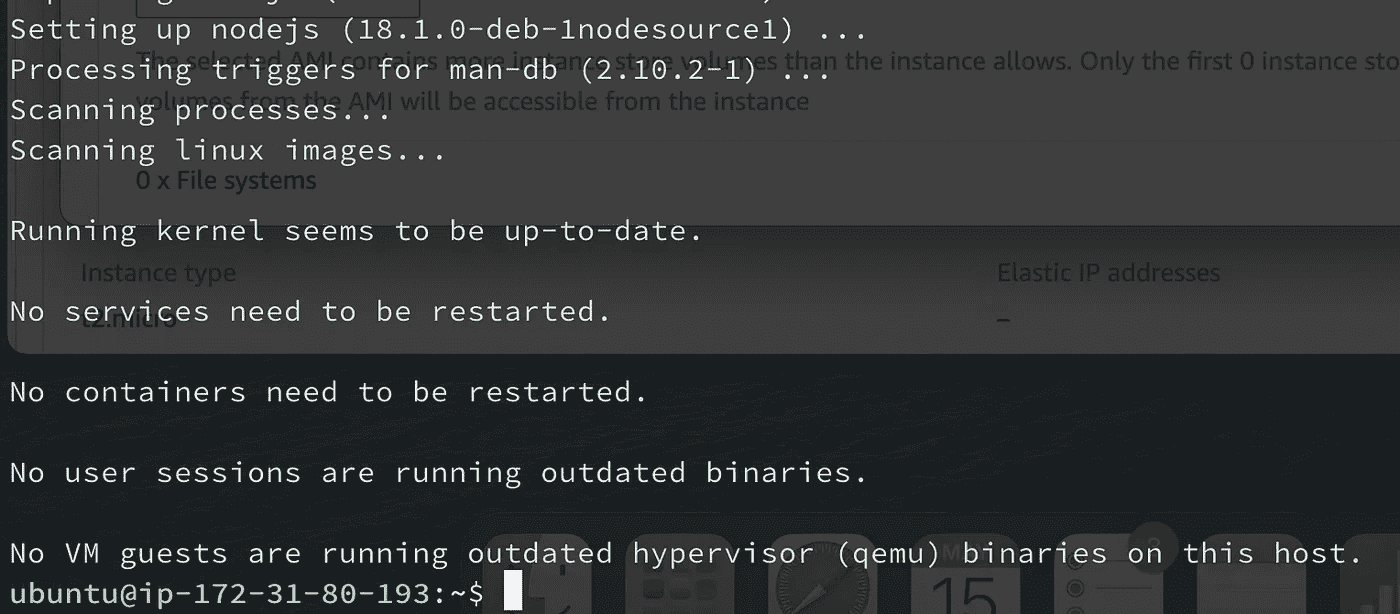 Setting up nodejs (18.1.0-deb-1nodesource1) ...
The selected AMI contains more instance store volumes than the instance allows. Only the first 0 instance sto
Processing triggers for man-db (2.10.2-1) ...
volumes from the AMI will be accessible from the instance
Scanning processes...
Scanning linux images...
0 x File systems
Running kernel seems to be up-to-date.
Instance type
Elastic IP addresses
No services need to be restarted.
t2.micro
–
No containers need to be restarted.
No user sessions are running outdated binaries.
No VM guests are running outdated hypervisor (qemu) binaries on this host.
ubuntu@ip-172-31-80-193:~$
15